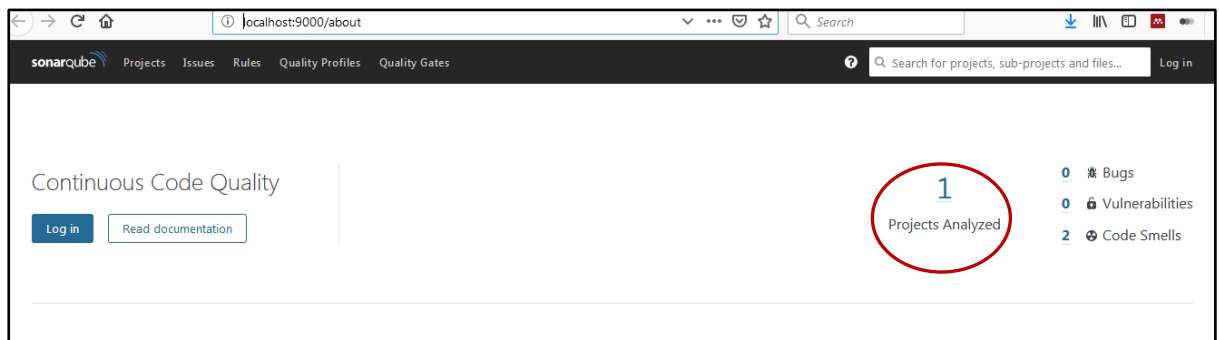 localhost:9000/about
Search
sonarqube Projects Issues Rules Quality Profiles Quality Gates
Search for projects, sub-projects and files... Log in
Continuous Code Quality
Log in Read documentation
1
Projects Analyzed
0 Bugs
0 Vulnerabilities
2 Code Smells